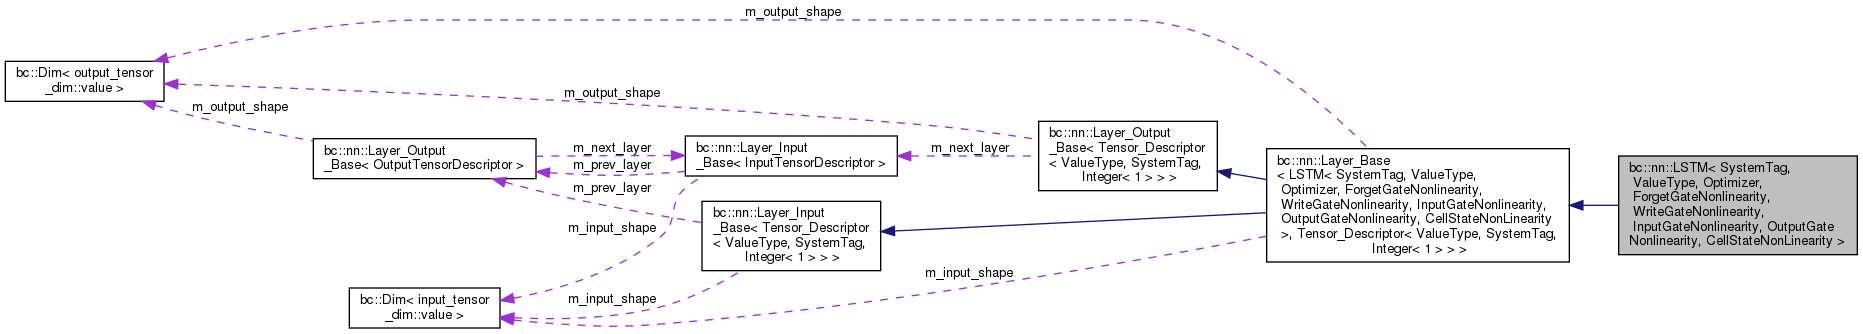 m_output_shape
bc::Dim< output_tensor
_dim::value >
m_output_shape
m_output_shape
bc::nn::Layer_Output
_Base< OutputTensorDescriptor >
m_next_layer
m_prev_layer
m_prev_layer
bc::nn::Layer_Input
_Base< InputTensorDescriptor >
m_next_layer
bc::nn::Layer_Output
_Base< Tensor_Descriptor
< ValueType, SystemTag,
Integer< 1 > > >
m_input_shape
bc::nn::Layer_Input
_Base< Tensor_Descriptor
< ValueType, SystemTag,
Integer< 1 > > >
bc::nn::Layer_Base
< LSTM< SystemTag, ValueType,
Optimizer, ForgetGateNonlinearity,
WriteGateNonlinearity, InputGateNonlinearity,
OutputGateNonlinearity, CellStateNonLinearity
>, Tensor_Descriptor< ValueType, SystemTag,
Integer< 1 > > >
bc::nn::LSTM< SystemTag,
ValueType, Optimizer,
ForgetGateNonlinearity,
WriteGateNonlinearity,
InputGateNonlinearity, OutputGate
Nonlinearity, CellStateNonLinearity >
m_input_shape
m_input_shape
bc::Dim< input_tensor
_dim::value >